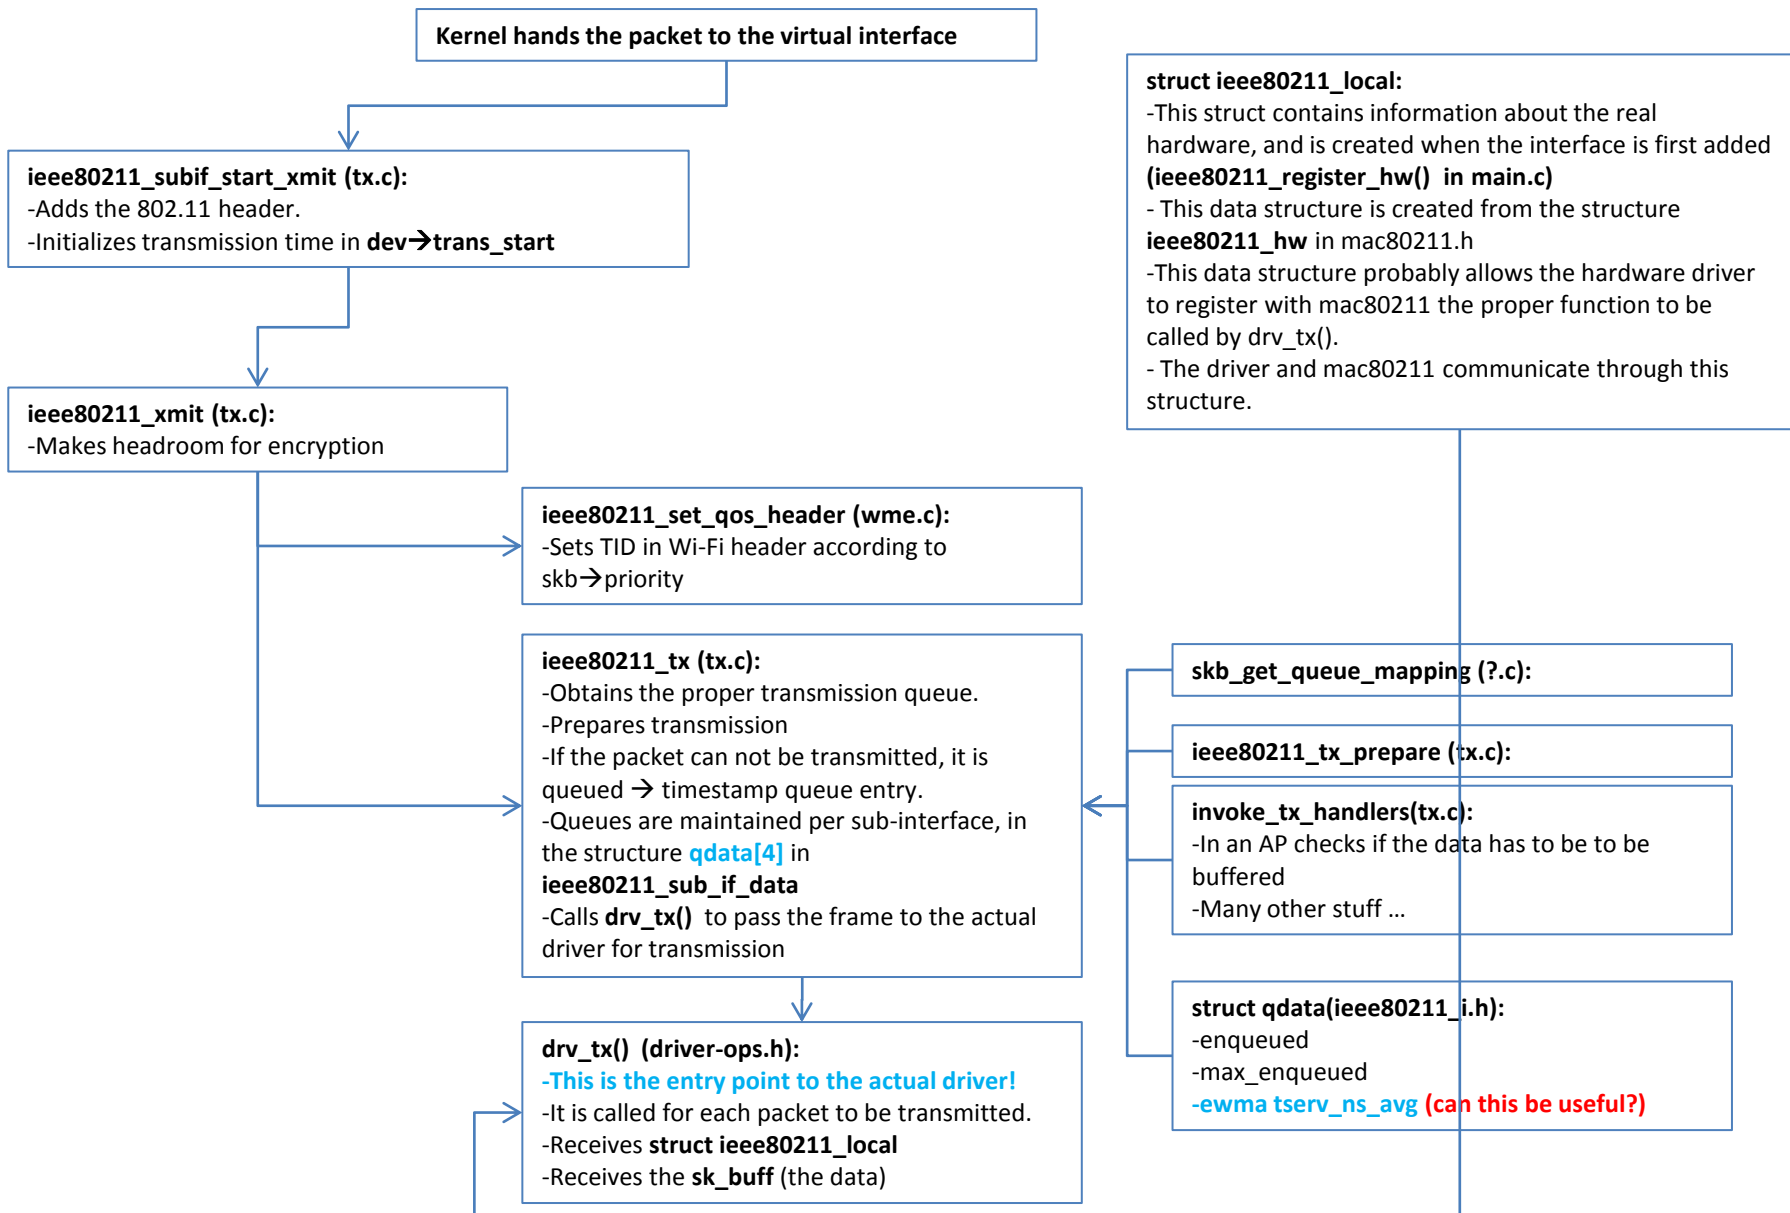 Kernel hands the packet to the virtual interface
struct ieee80211_local:
-This struct contains information about the real
hardware, and is created when the interface is first added
(ieee80211_register_hw()  in main.c)
- This data structure is created from the structure
ieee80211_hw in mac80211.h
-This data structure probably allows the hardware driver
to register with mac80211 the proper function to be
called by drv_tx().
- The driver and mac80211 communicate through this
structure.
ieee80211_subif_start_xmit (tx.c):
-Adds the 802.11 header.
-Initializes transmission time in dev→trans_start
ieee80211_xmit (tx.c):
-Makes headroom for encryption
ieee80211_set_qos_header (wme.c):
-Sets TID in Wi-Fi header according to
skb→priority
ieee80211_tx (tx.c):
-Obtains the proper transmission queue.
-Prepares transmission
-If the packet can not be transmitted, it is
queued → timestamp queue entry.
-Queues are maintained per sub-interface, in
the structure qdata[4] in
ieee80211_sub_if_data
-Calls drv_tx()  to pass the frame to the actual
driver for transmission
skb_get_queue_mapping (?.c):
ieee80211_tx_prepare (tx.c):
invoke_tx_handlers(tx.c):
-In an AP checks if the data has to be to be
buffered
-Many other stuff ...
struct qdata(ieee80211_i.h):
-enqueued
-max_enqueued
-ewma tserv_ns_avg (can this be useful?)
drv_tx()  (driver-ops.h):
-This is the entry point to the actual driver!
-It is called for each packet to be transmitted.
-Receives struct ieee80211_local
-Receives the sk_buff (the data)